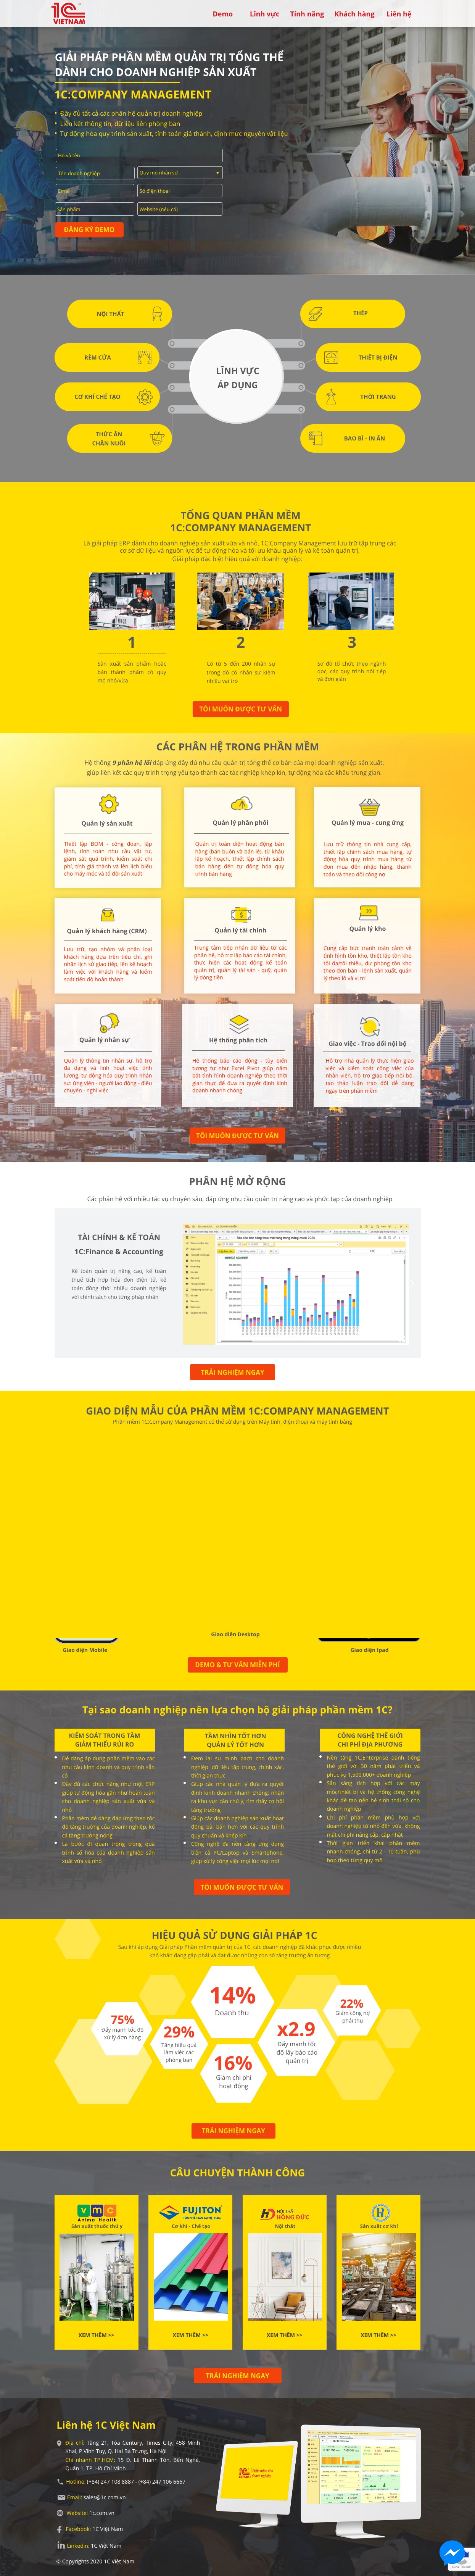 1C
VIETNAM
Demo Lĩnh vực Tính năng Khách hàng Liên hệ
GIẢI PHÁP PHẦN MỀM QUẢN TRỊ TỔNG THỂ
DÀNH CHO DOANH NGHIỆP SẢN XUẤT
1C:COMPANY MANAGEMENT
• Đầy đủ tất cả các phân hệ quản trị doanh nghiệp
• Liên kết thông tin, dữ liệu liên phòng ban
• Tự động hóa quy trình sản xuất, tính toán giá thành, định mức nguyên vật liệu
Họ và tên
Tên doanh nghiệp Quy mô nhân sự
Email Số điện thoại
Sản phẩm Website (nếu có)
ĐĂNG KÝ DEMO
NỘI THẤT
THÉP
RÈM CỬA
THIẾT BỊ ĐIỆN
LĨNH VỰC
ÁP DỤNG
CƠ KHÍ CHẾ TẠO
THỜI TRANG
THỨC ĂN
CHĂN NUÔI
BAO BÌ - IN ẤN
TỔNG QUAN PHẦN MỀM
1C:COMPANY MANAGEMENT
Là giải pháp ERP dành cho doanh nghiệp sản xuất vừa và nhỏ, 1C:Company Management lưu trữ tập trung các
cơ sở dữ liệu và nguồn lực để tự động hóa và tối ưu khâu quản lý và kế toán quản trị,
Giải pháp đặc biệt hiệu quả với doanh nghiệp:
1
Sản xuất sản phẩm hoặc
bán thành phẩm có quy
mô nhỏ/vừa
2
Có từ 5 đến 200 nhân sự
trong đó có nhân sự kiêm
nhiều vai trò
3
Sơ đồ tổ chức theo ngành
dọc, các quy trình nối tiếp
và đơn giản
TÔI MUỐN ĐƯỢC TƯ VẤN
CÁC PHÂN HỆ TRONG PHẦN MỀM
Hệ thống 9 phân hệ lõi đáp ứng đầy đủ nhu cầu quản trị tổng thể cơ bản của mọi doanh nghiệp sản xuất,
giúp liên kết các quy trình trọng yếu tạo thành các tác nghiệp khép kín, tự động hóa các khâu trung gian.
Quản lý sản xuất
Thiết lập BOM - công đoạn, lập
lệnh, tính toán nhu cầu vật tư,
giám sát quá trình, kiểm soát chi
phí, tính giá thành và lên lịch biểu
cho máy móc và tổ đội sản xuất
Quản lý phân phối
Quản trị toàn diện hoạt động bán
hàng (bán buôn và bán lẻ), từ khâu
lập kế hoạch, thiết lập chính sách
bán hàng đến tự động hóa quy
trình bán hàng
Quản lý mua - cung ứng
Lưu trữ thông tin nhà cung cấp,
thiết lập chính sách mua hàng, tự
động hóa quy trình mua hàng từ
đơn mua đến nhập hàng, thanh
toán và theo dõi công nợ
Quản lý khách hàng (CRM)
Lưu trữ, tạo nhóm và phân loại
khách hàng dựa trên tiêu chí, ghi
nhận lịch sử giao tiếp, lên kế hoạch
làm việc với khách hàng và kiểm
soát tiến độ hoàn thành
Quản lý tài chính
Trung tâm tiếp nhận dữ liệu từ các
phân hệ, hỗ trợ lập báo cáo tài chính,
thực hiện các hoạt động kế toán
quản trị, quản lý tài sản - quỹ, quản
lý dòng tiền
Quản lý kho
Cung cấp bức tranh toàn cảnh về
tình hình tồn kho, thiết lập tồn kho
tối đa/tối thiểu, dự phòng tồn kho
theo đơn bán - lệnh sản xuất, quản
lý theo lô và vị trí
Quản lý nhân sự
Quản lý thông tin nhân sự, hỗ trợ
đa dạng và linh hoạt việc tính
lương, tự động hóa quy trình nhân
sự: ứng viên - người lao động - điều
chuyển - nghỉ việc
Hệ thống phân tích
Hệ thống báo cáo động - tùy biến
tương tự như Excel Pivot giúp nắm
bắt tình hình doanh nghiệp theo thời
gian thực để đưa ra quyết định kinh
doanh nhanh chóng
Giao việc - Trao đổi nội bộ
Hỗ trợ nhà quản lý thực hiện giao
việc và kiểm soát công việc của
nhân viên, hỗ trợ giao tiếp nội bộ,
tạo thảo luận trao đổi dễ dàng
ngay trên phần mềm
TÔI MUỐN ĐƯỢC TƯ VẤN
PHÂN HỆ MỞ RỘNG
Các phân hệ với nhiều tác vụ chuyên sâu, đáp ứng nhu cầu quản trị nâng cao và phức tạp của doanh nghiệp
TÀI CHÍNH & KẾ TOÁN
1C:Finance & Accounting
Kế toán quản trị nâng cao, kế toán
thuế tích hợp hóa đơn điện tử, kế
toán đồng thời nhiều doanh nghiệp
với chính sách cho từng pháp nhân
TRẢI NGHIỆM NGAY
GIAO DIỆN MẪU CỦA PHẦN MỀM 1C:COMPANY MANAGEMENT
Phần mềm 1C:Company Management có thể sử dụng trên Máy tính, điện thoại và máy tính bảng
Giao diện Desktop
Giao diện Mobile Giao diện Ipad
DEMO & TƯ VẤN MIỄN PHÍ
Tại sao doanh nghiệp nên lựa chọn bộ giải pháp phần mềm 1C?
KIỂM SOÁT TRONG TẦM
GIẢM THIỂU RỦI RO
• Dễ dàng áp dụng phần mềm vào các
nhu cầu kinh doanh và quy trình sẵn
có
• Đầy đủ các chức năng như một ERP
giúp tự động hóa gần như hoàn toàn
cho doanh nghiệp sản xuất vừa và
nhỏ
• Phần mềm dễ dàng đáp ứng theo tốc
độ tăng trưởng của doanh nghiệp, kể
cả tăng trưởng nóng
• Là bước đi quan trọng trong quá
trình số hóa của doanh nghiệp sản
xuất vừa và nhỏ.
TẦM NHÌN TỐT HƠN
QUẢN LÝ TỐT HƠN
• Đem lại sự minh bạch cho doanh
nghiệp: dữ liệu tập trung, chính xác,
thời gian thực
• Giúp các nhà quản lý đưa ra quyết
định kinh doanh nhanh chóng, nhận
ra khu vực cần chú ý, tìm thấy cơ hội
tăng trưởng
• Giúp các doanh nghiệp sản xuất hoạt
động bài bản hơn với các quy trình
quy chuẩn và khép kín
• Công nghệ đa nền tảng ứng dụng
trên cả PC/Laptop và Smartphone,
giúp xử lý công việc mọi lúc mọi nơi
CÔNG NGHỆ THẾ GIỚI
CHI PHÍ ĐỊA PHƯƠNG
• Nền tảng 1C:Enterprise danh tiếng
thế giới với 30 năm phát triển và
phục vụ 1,500,000+ doanh nghiệp
• Sẵn sàng tích hợp với các máy
móc/thiết bị và hệ thống công nghệ
khác để tạo nên hệ sinh thái số cho
doanh nghiệp
• Chi phí phần mềm phù hợp với
doanh nghiệp từ nhỏ đến vừa, không
mất chi phí nâng cấp, cập nhật
• Thời gian triển khai phần mềm
nhanh chóng, chỉ từ 2 - 10 tuần, phù
hợp theo từng quy mô
TÔI MUỐN ĐƯỢC TƯ VẤN
HIỆU QUẢ SỬ DỤNG GIẢI PHÁP 1C
Sau khi áp dụng Giải pháp Phần mềm quản trị của 1C, các doanh nghiệp đã khắc phục được nhiều
khó khăn đang gặp phải và đạt được những con số tăng trưởng ấn tượng
14%
Doanh thu
22%
Giảm công nợ
phải thu
75%
Đẩy mạnh tốc độ
xử lý đơn hàng
29%
Tăng hiệu quả
làm việc các
phòng ban
x2.9
Đẩy mạnh tốc
độ lấy báo cáo
quản trị
16%
Giảm chi phí
hoạt động
TRẢI NGHIỆM NGAY
CÂU CHUYỆN THÀNH CÔNG
VMC
Animal Health
Sản xuất thuốc thú y
XEM THÊM >>
FUJITON
Cơ khí - Chế tạo
XEM THÊM >>
NỘI THẤT
HỒNG ĐỨC
Nội thất
XEM THÊM >>
Sản xuất cơ khí
XEM THÊM >>
TRẢI NGHIỆM NGAY
Liên hệ 1C Việt Nam
Địa chỉ: Tầng 21, Tòa Century, Times City, 458 Minh
Khai, P.Vĩnh Tuy, Q. Hai Bà Trưng, Hà Nội
Chi nhánh TP.HCM: 15 Đ. Lê Thánh Tôn, Bến Nghé,
Quận 1, TP. Hồ Chí Minh
Hotline: (+84) 247 108 8887 - (+84) 247 106 6667
Email: sales@1c.com.vn
Website: 1c.com.vn
Facebook: 1C Việt Nam
Linkedin: 1C Việt Nam
© Copyrights 2020 1C Việt Nam